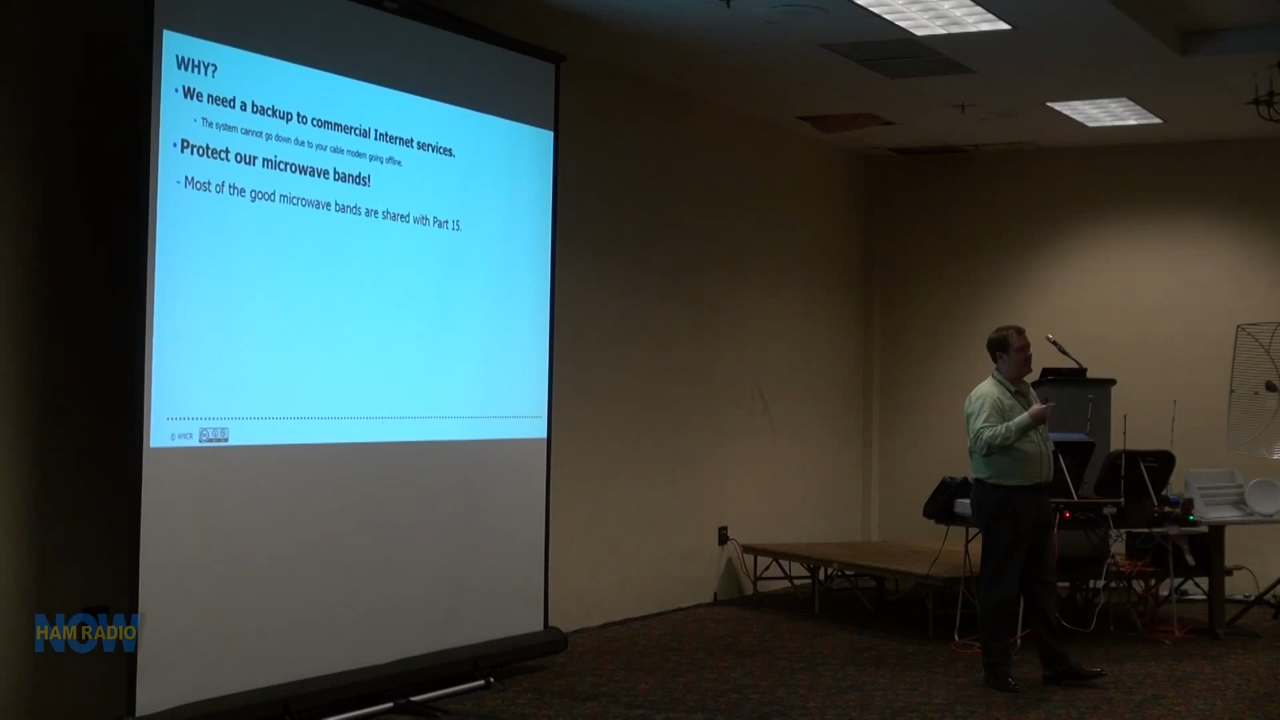 WHY?
• We need a backup to commercial Internet services.
• The system cannot go down due to your cable modem going offline.
• Protect our microwave bands!
- Most of the good microwave bands are shared with Part 15.
NOW
HAM RADIO